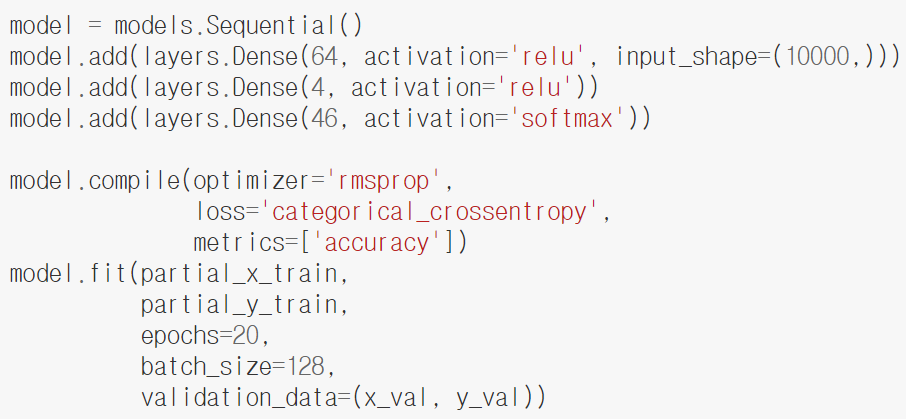 model = models.Sequential()
model.add(layers.Dense(64, activation='relu', input_shape=(10000,)))
model.add(layers.Dense(4, activation='relu'))
model.add(layers.Dense(46, activation='softmax'))

model.compile(optimizer='rmsprop',
              loss='categorical_crossentropy',
              metrics=['accuracy'])
model.fit(partial_x_train,
          partial_y_train,
          epochs=20,
          batch_size=128,
          validation_data=(x_val, y_val))